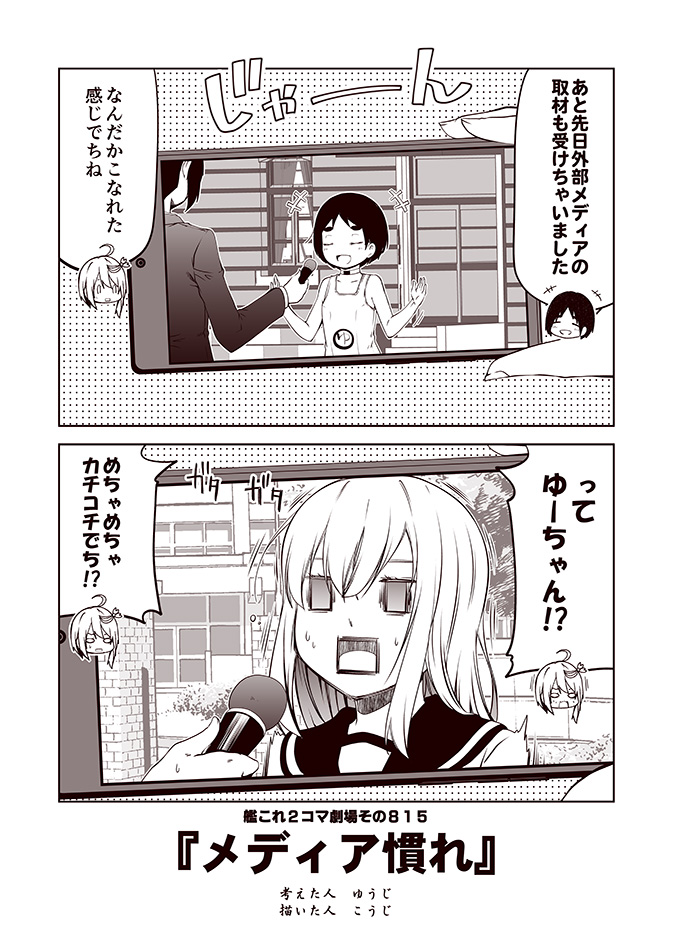 あと先日外部メディアの
取材も受けちゃいました
じゃーん
なんだかこなれた
感じでちね
ゆ
って
ゆーちゃん!?
ガタ
ガタ
めちゃめちゃ
カチコチでち!?
艦これ2コマ劇場その815
『メディア慣れ』
考えた人 ゆうじ
描いた人 こうじ